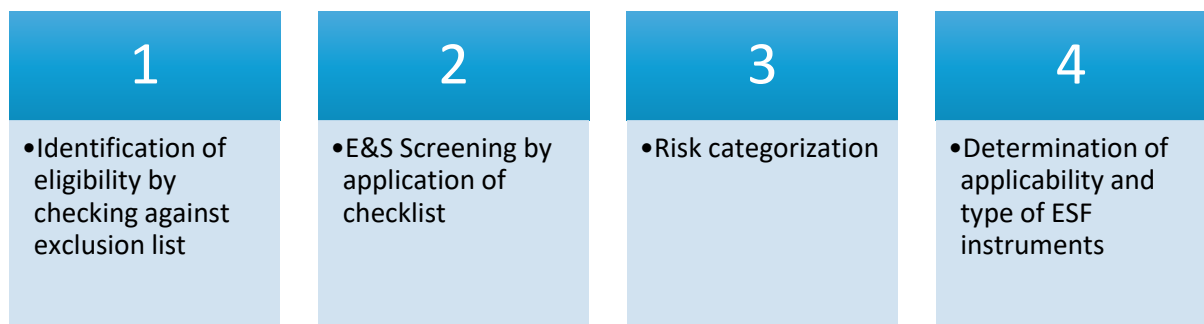 1
•Identification of
eligibility by
checking against
exclusion list
2
•E&S Screening by
application of
checklist
3
•Risk categorization
4
•Determination of
applicability and
type of ESF
instruments